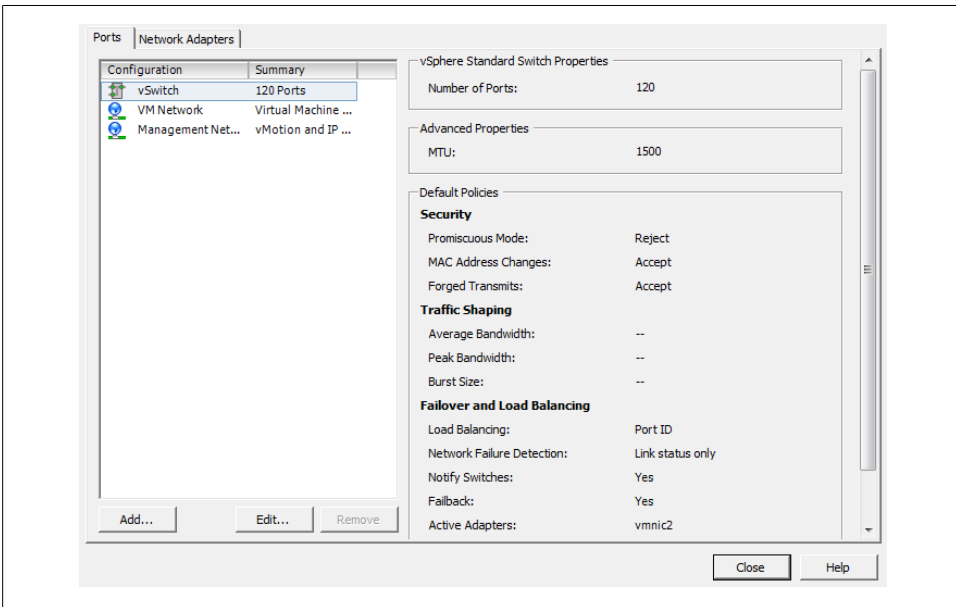 Ports Network Adapters
Configuration Summary
vSwitch 120 Ports
VM Network Virtual Machine ...
Management Net... vMotion and IP ...
Add... Edit... Remove
vSphere Standard Switch Properties
Number of Ports: 120
Advanced Properties
MTU: 1500
Default Policies
Security
Promiscuous Mode: Reject
MAC Address Changes: Accept
Forged Transmits: Accept
Traffic Shaping
Average Bandwidth: --
Peak Bandwidth: --
Burst Size: --
Failover and Load Balancing
Load Balancing: Port ID
Network Failure Detection: Link status only
Notify Switches: Yes
Failback: Yes
Active Adapters: vmnic2
Close Help